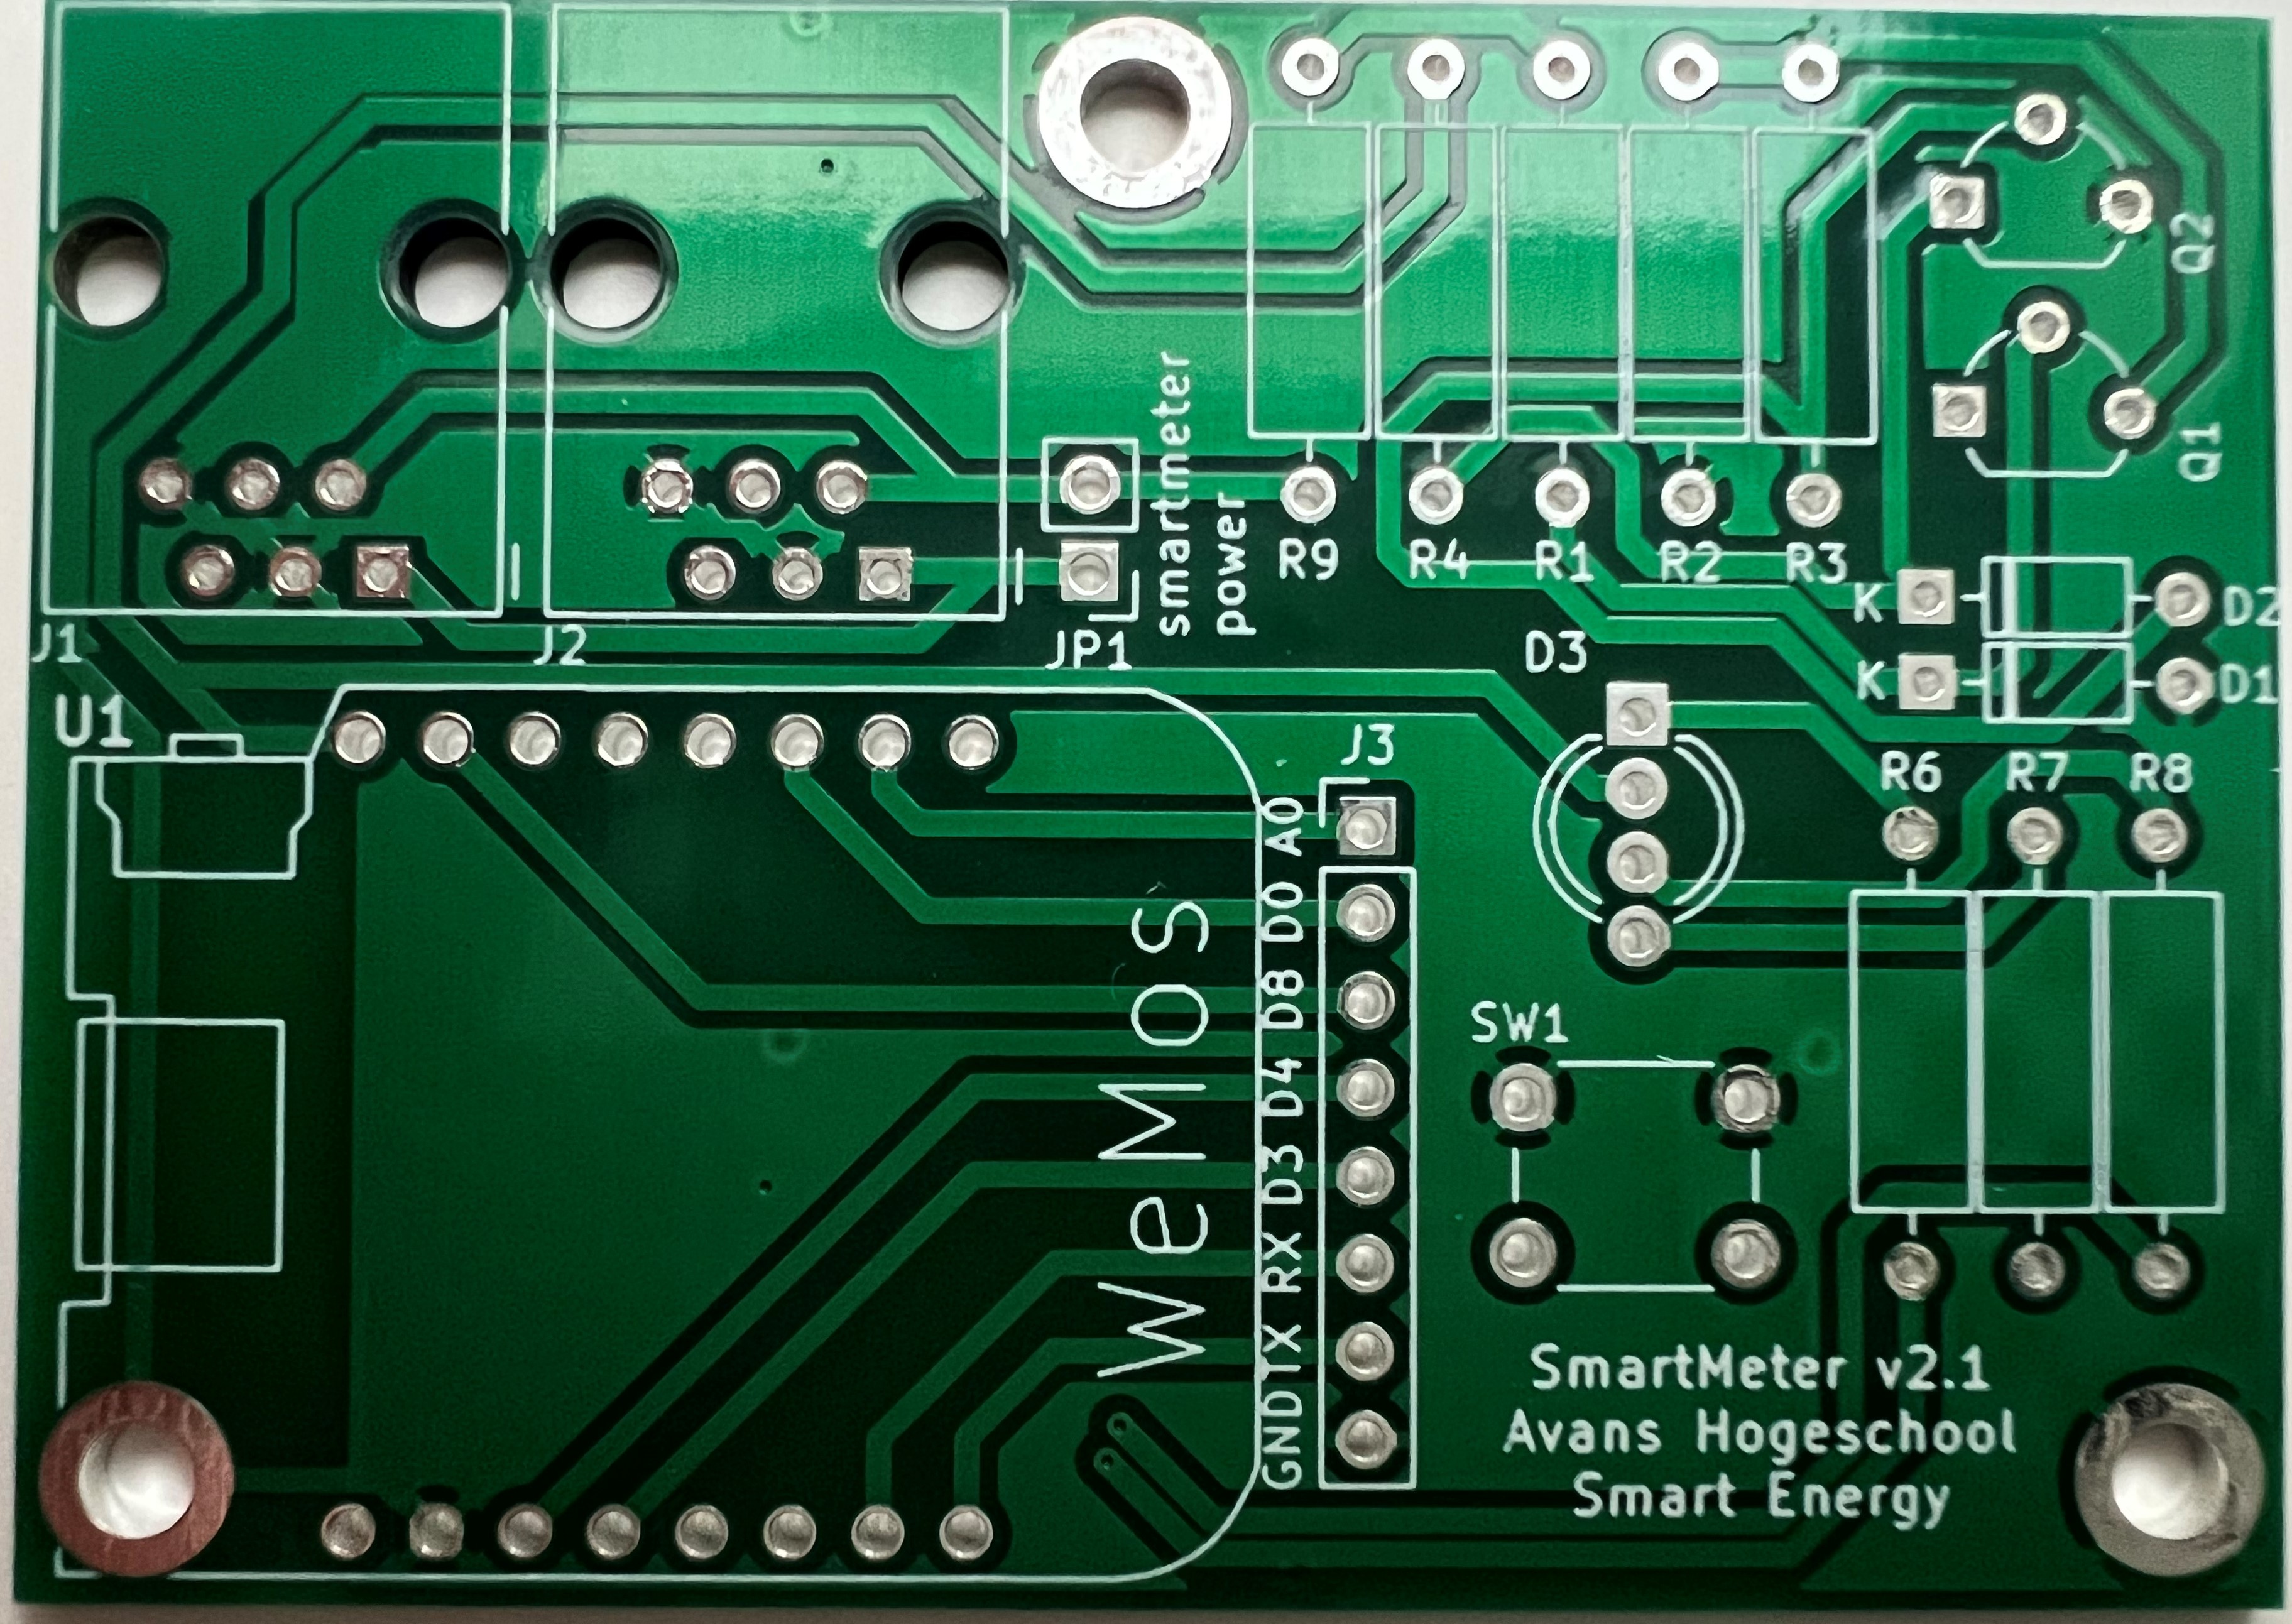 Q2
Q1
smartmeter
power
R9
R4
R1
R2
R3
K
D2
K
D1
J1
J2
JP1
D3
U1
J3
R6
R7
R8
A0
D0
D8
D4
D3
RX
TX
GND
WeMos
SW1
SmartMeter v2.1
Avans Hogeschool
Smart Energy